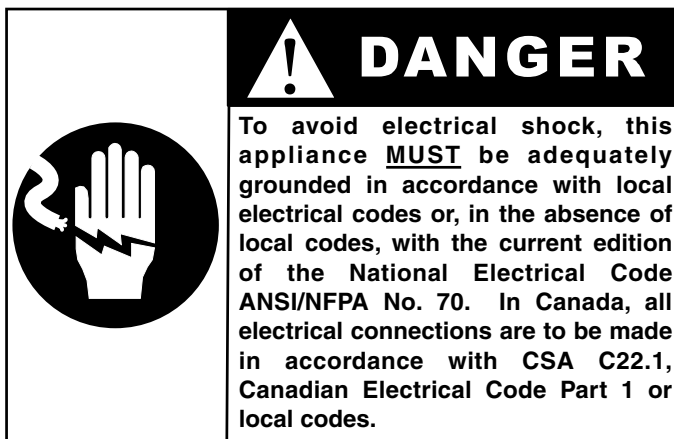 DANGER
To avoid electrical shock, this
appliance MUST be adequately
grounded in accordance with local
electrical codes or, in the absence of
local codes, with the current edition
of the National Electrical Code
ANSI/NFPA No. 70. In Canada, all
electrical connections are to be made
in accordance with CSA C22.1,
Canadian Electrical Code Part 1 or
local codes.